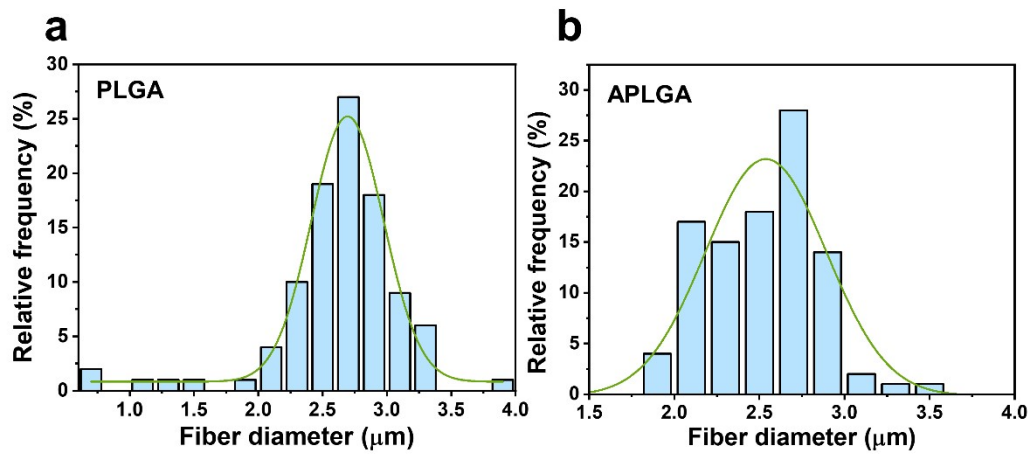 a
PLGA
Relative frequency (%)
30
25
20
15
10
5
0
1.0 1.5 2.0 2.5 3.0 3.5 4.0
Fiber diameter (μm)
b
APLGA
Relative frequency (%)
30
25
20
15
10
5
0
1.5 2.0 2.5 3.0 3.5 4.0
Fiber diameter (μm)